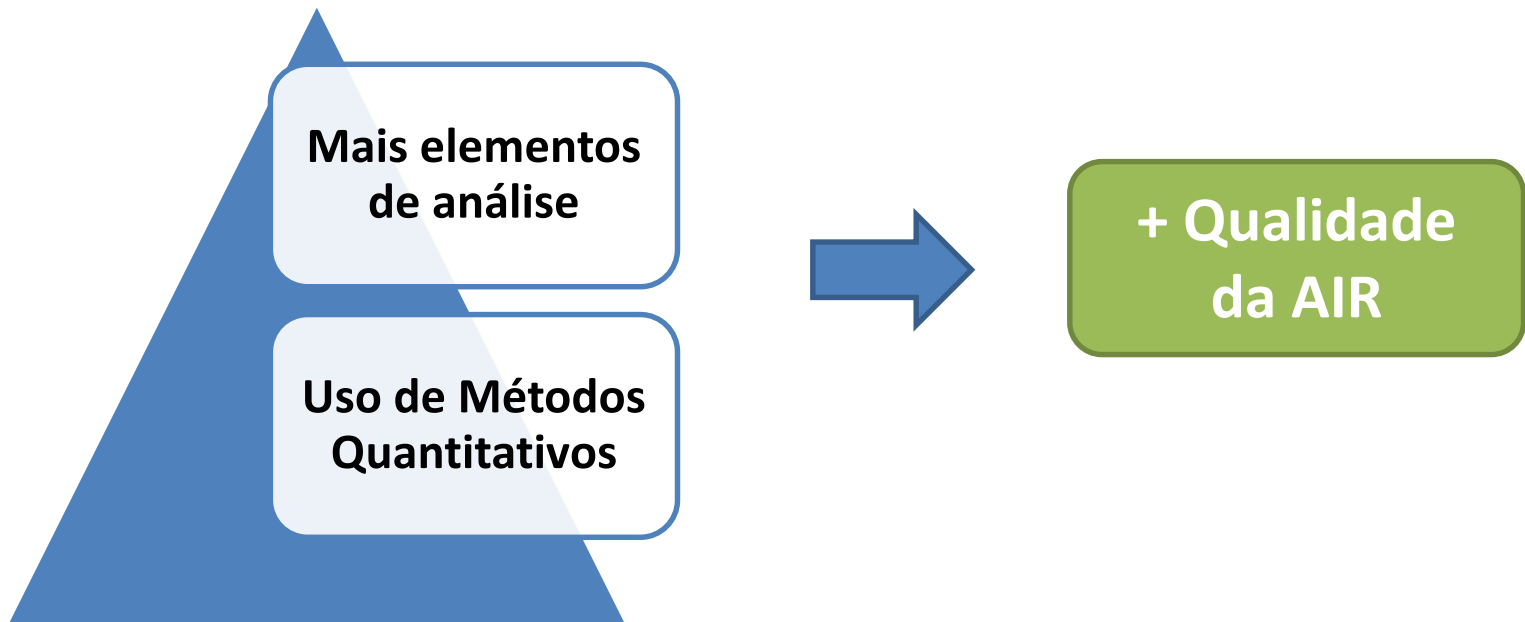 Mais elementos
de análise
Uso de Métodos
Quantitativos
+ Qualidade
da AIR